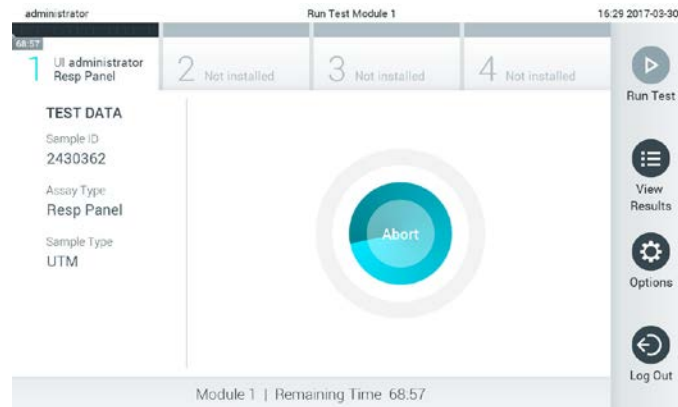 administrator
Run Test Module 1
16:29 2017-03-30
68:57
1 UI administrator
Resp Panel
2 Not installed
3 Not installed
4 Not installed
Run Test
TEST DATA
Sample ID
2430362
Assay Type
Resp Panel
Sample Type
UTM
Abort
View
Results
Options
Log Out
Module 1 | Remaining Time 68:57